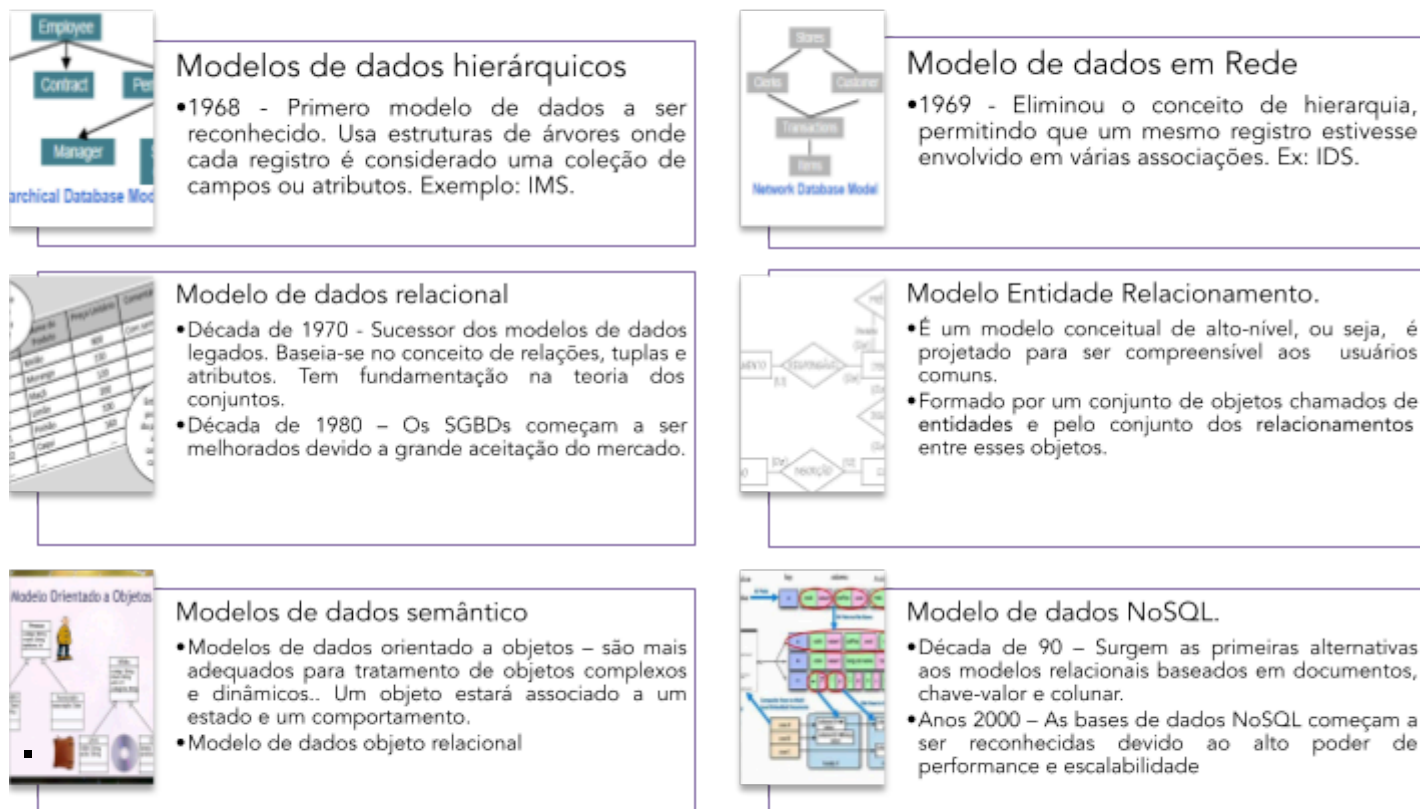 Employee
Contract
Per
Manager
archical Database Mod
Modelos de dados hierárquicos
•1968 - Primero modelo de dados a ser
reconhecido. Usa estruturas de árvores onde
cada registro é considerado uma coleção de
campos ou atributos. Exemplo: IMS.
Stores
Customer
Transactions
Items
Network Database Model
Modelo de dados em Rede
•1969 - Eliminou o conceito de hierarquia,
permitindo que um mesmo registro estivesse
envolvido em várias associações. Ex: IDS.
Modelo de dados relacional
•Década de 1970 - Sucessor dos modelos de dados
legados. Baseia-se no conceito de relações, tuplas e
atributos. Tem fundamentação na teoria dos
conjuntos.
•Década de 1980 – Os SGBDs começam a ser
melhorados devido a grande aceitação do mercado.
Modelo Entidade Relacionamento.
•É um modelo conceitual de alto-nível, ou seja, é
projetado para ser compreensível aos usuários
comuns.
•Formado por um conjunto de objetos chamados de
entidades e pelo conjunto dos relacionamentos
entre esses objetos.
Modelo Orientado a Objetos
Modelos de dados semântico
•Modelos de dados orientado a objetos – são mais
adequados para tratamento de objetos complexos
e dinâmicos.. Um objeto estará associado a um
estado e um comportamento.
•Modelo de dados objeto relacional
Modelo de dados NoSQL.
•Década de 90 – Surgem as primeiras alternativas
aos modelos relacionais baseados em documentos,
chave-valor e colunar.
•Anos 2000 – As bases de dados NoSQL começam a
ser reconhecidas devido ao alto poder de
performance e escalabilidade